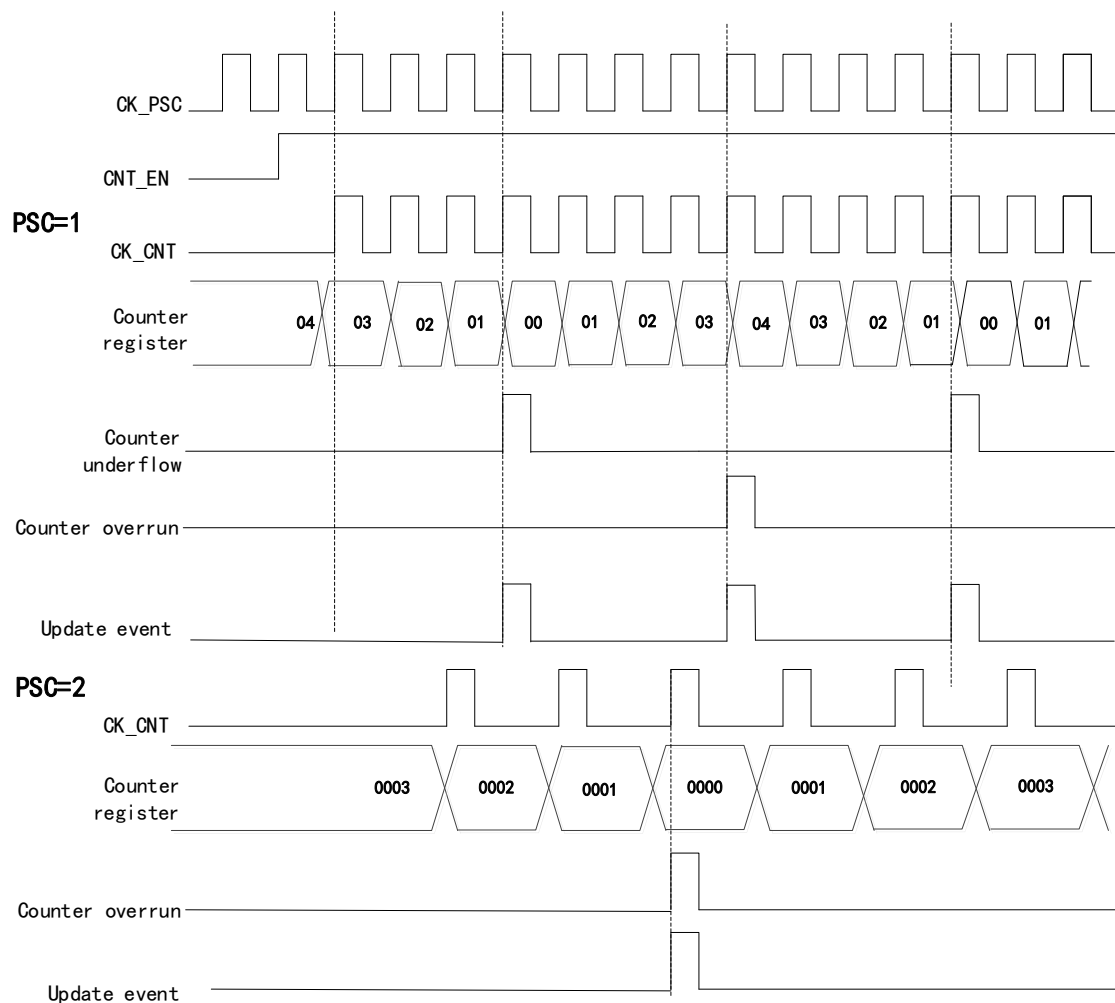 CK_PSC
CNT_EN
PSC=1
CK_CNT
Counter
register
04 03 02 01 00 01 02 03 04 03 02 01 00 01
Counter
underflow
Counter overrun
Update event
PSC=2
CK_CNT
Counter
register
0003 0002 0001 0000 0001 0002 0003
Counter overrun
Update event